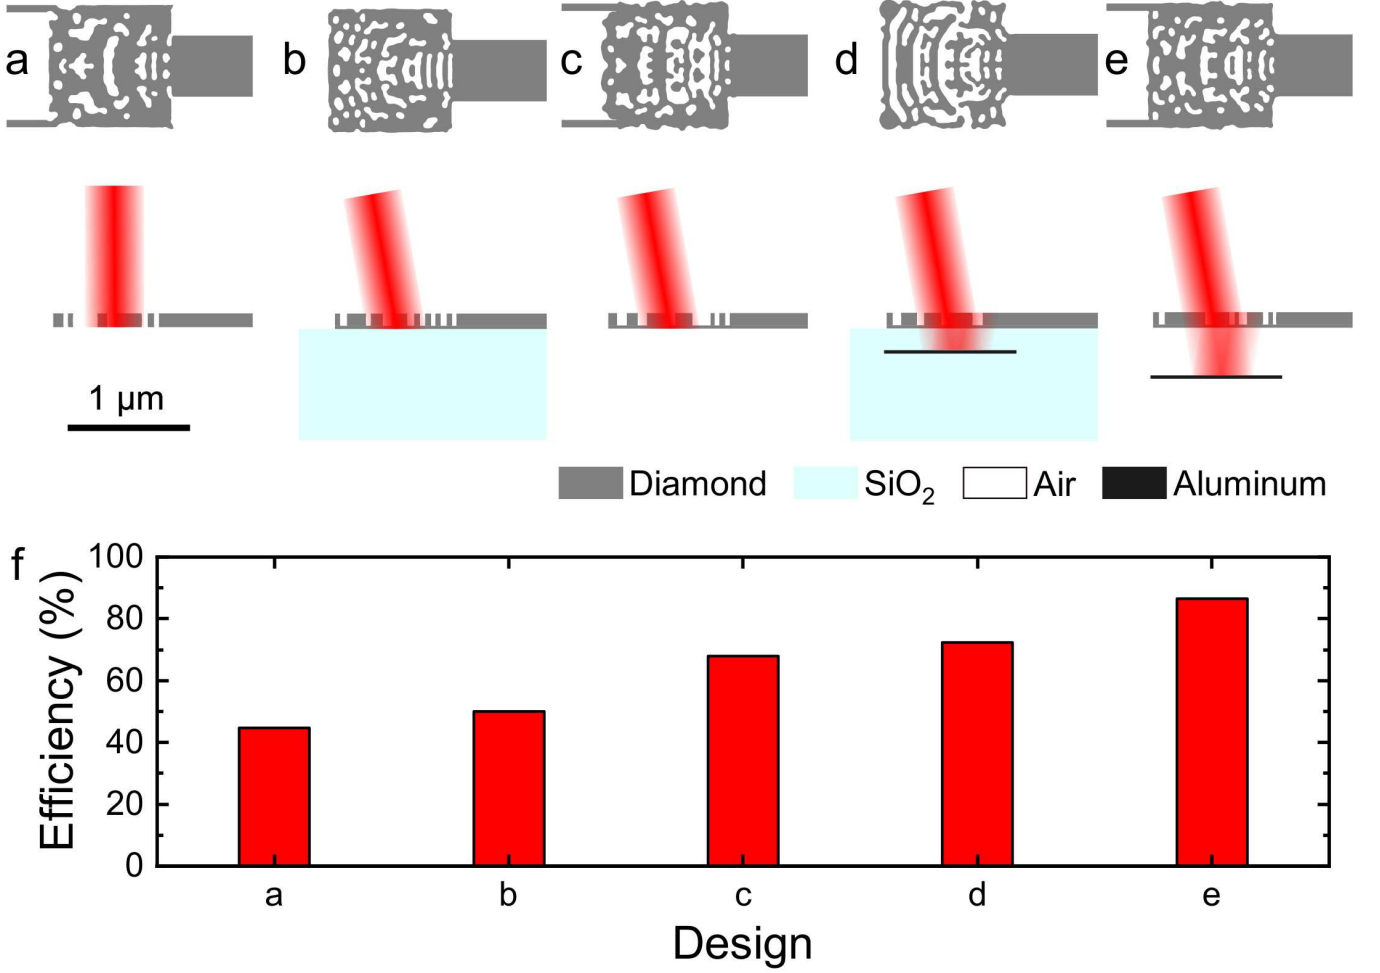 a b c d e
1 µm
Diamond SiO₂ Air Aluminum
f
100
80
60
40
20
0
Efficiency (%)
a b c d e
Design